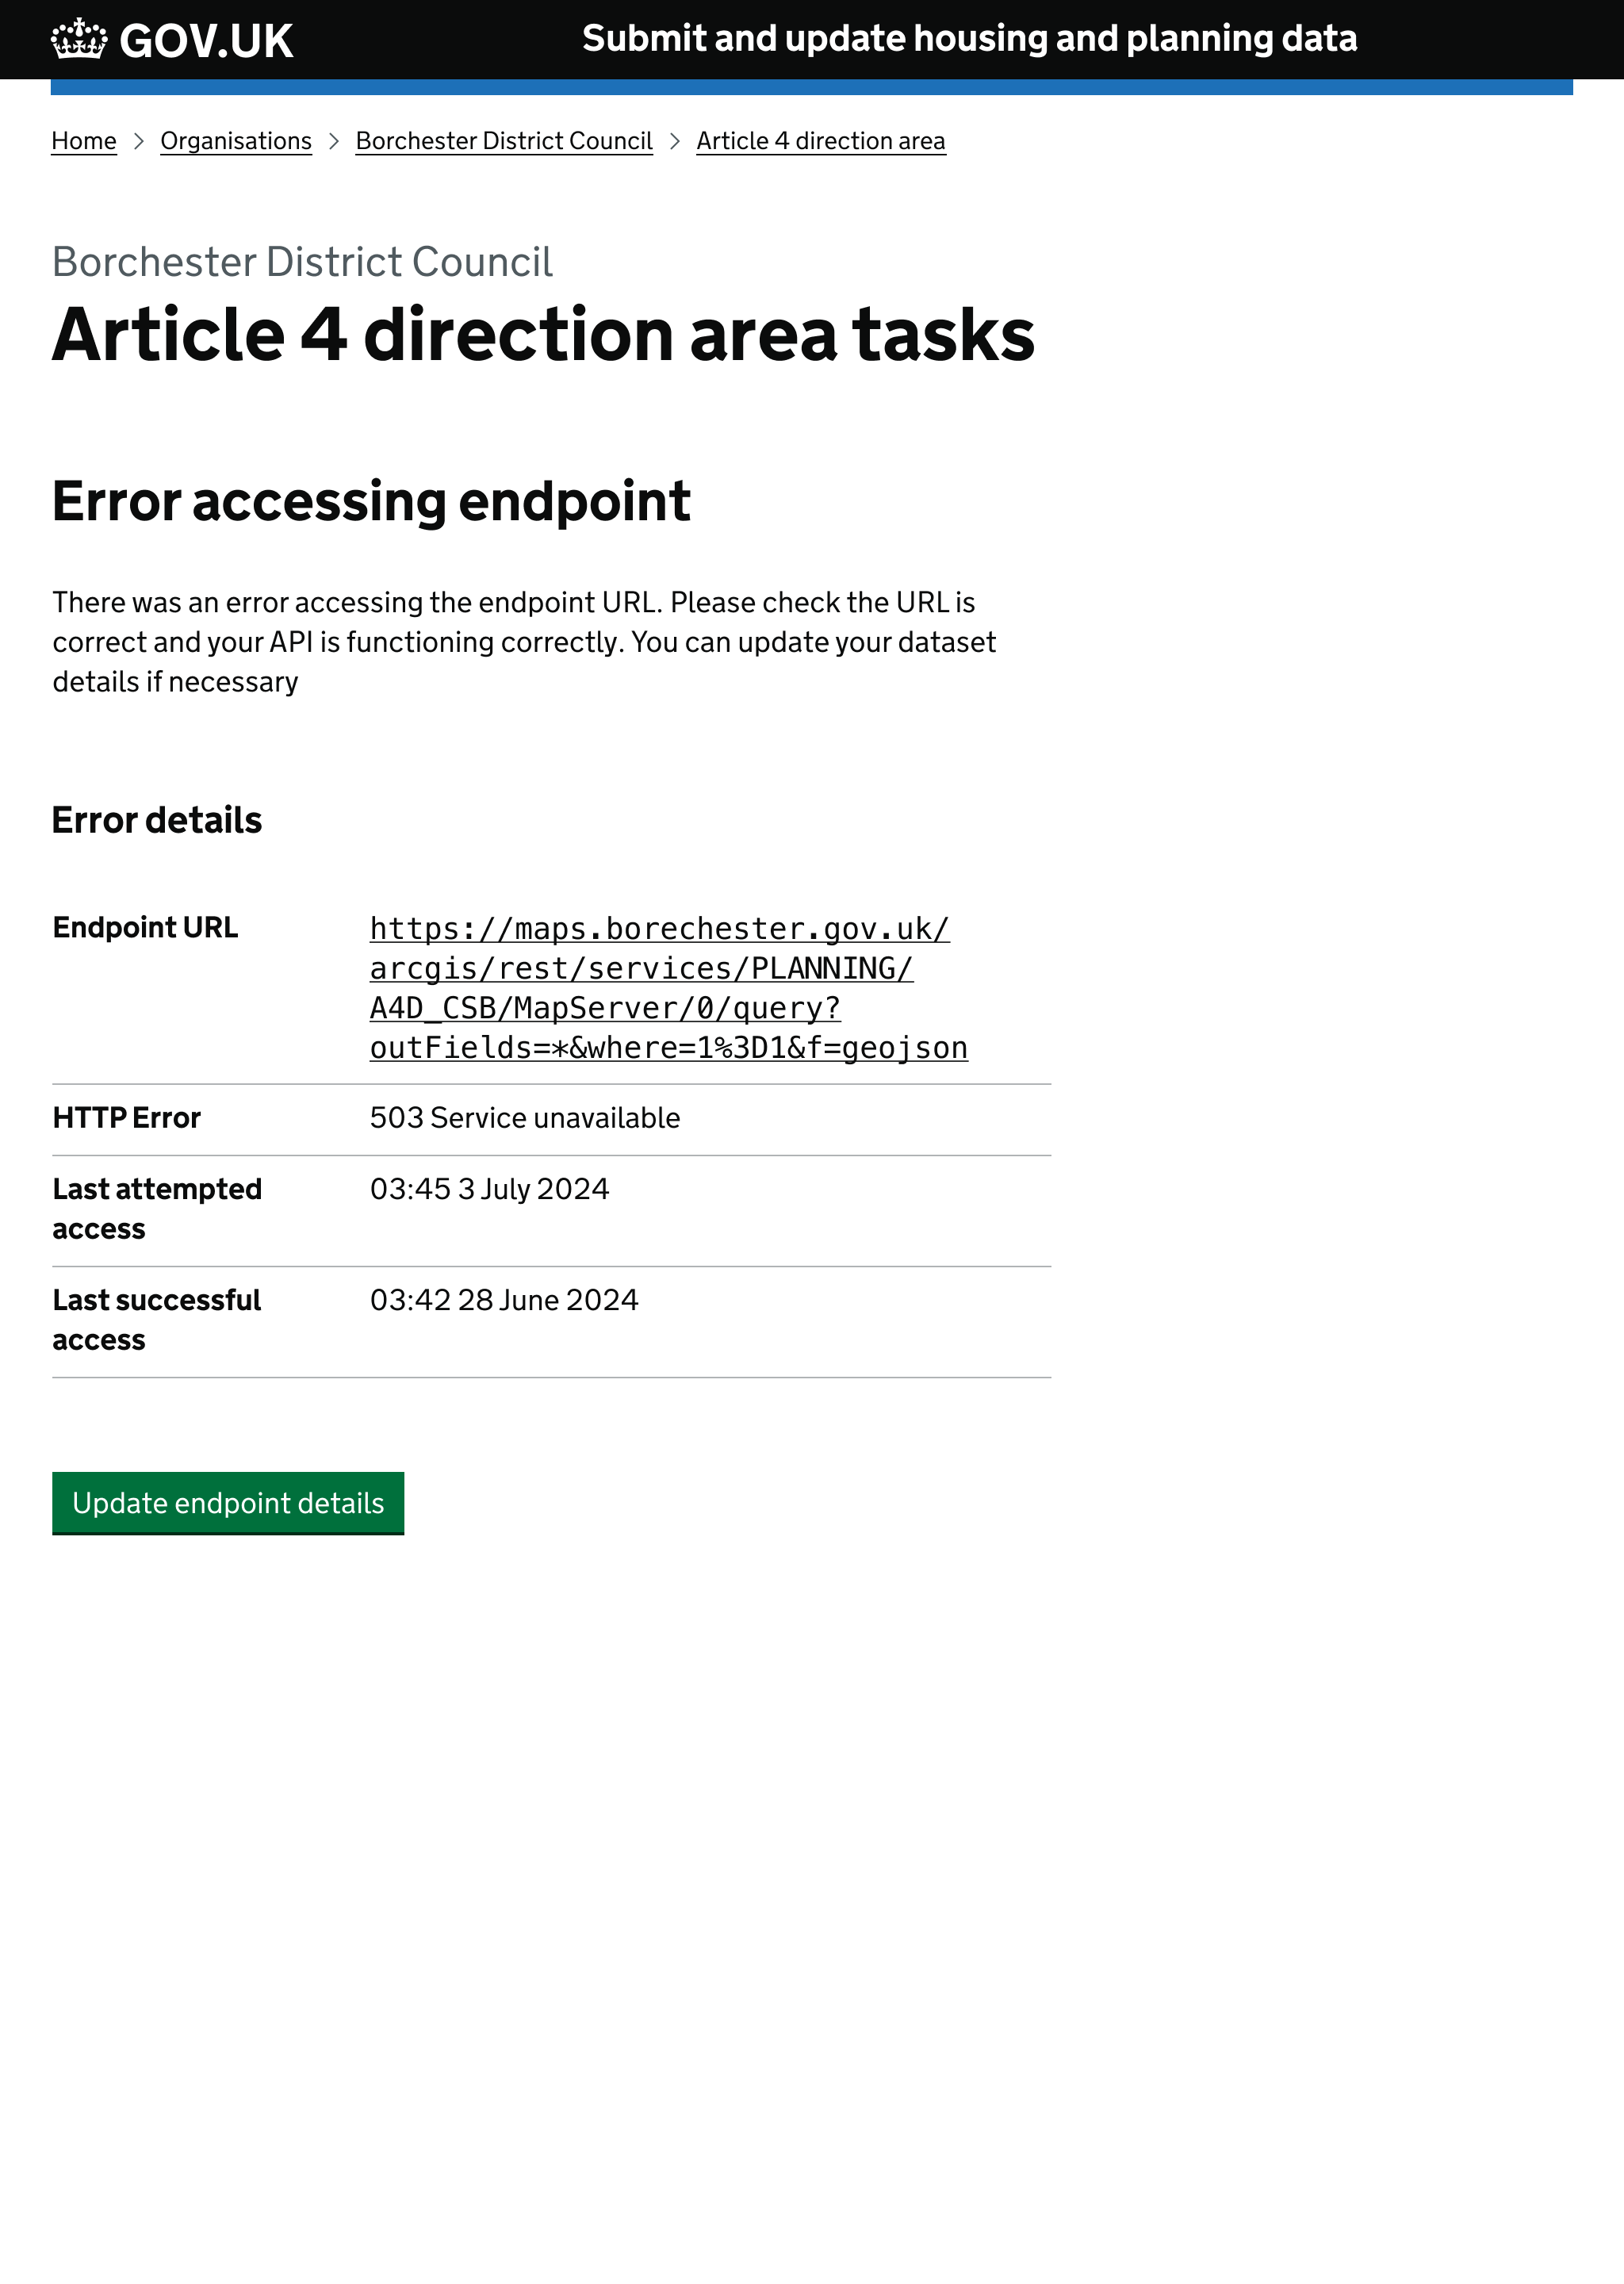 GOV.UK
Submit and update housing and planning data
Home > Organisations > Borchester District Council > Article 4 direction area
Borchester District Council
Article 4 direction area tasks
Error accessing endpoint
There was an error accessing the endpoint URL. Please check the URL is
correct and your API is functioning correctly. You can update your dataset
details if necessary
Error details
Endpoint URL
https://maps.borechester.gov.uk/
arcgis/rest/services/PLANNING/
A4D_CSB/MapServer/0/query?
outFields=*&where=1%3D1&f=geojson
HTTP Error
503 Service unavailable
Last attempted
access
03:45 3 July 2024
Last successful
access
03:42 28 June 2024
Update endpoint details